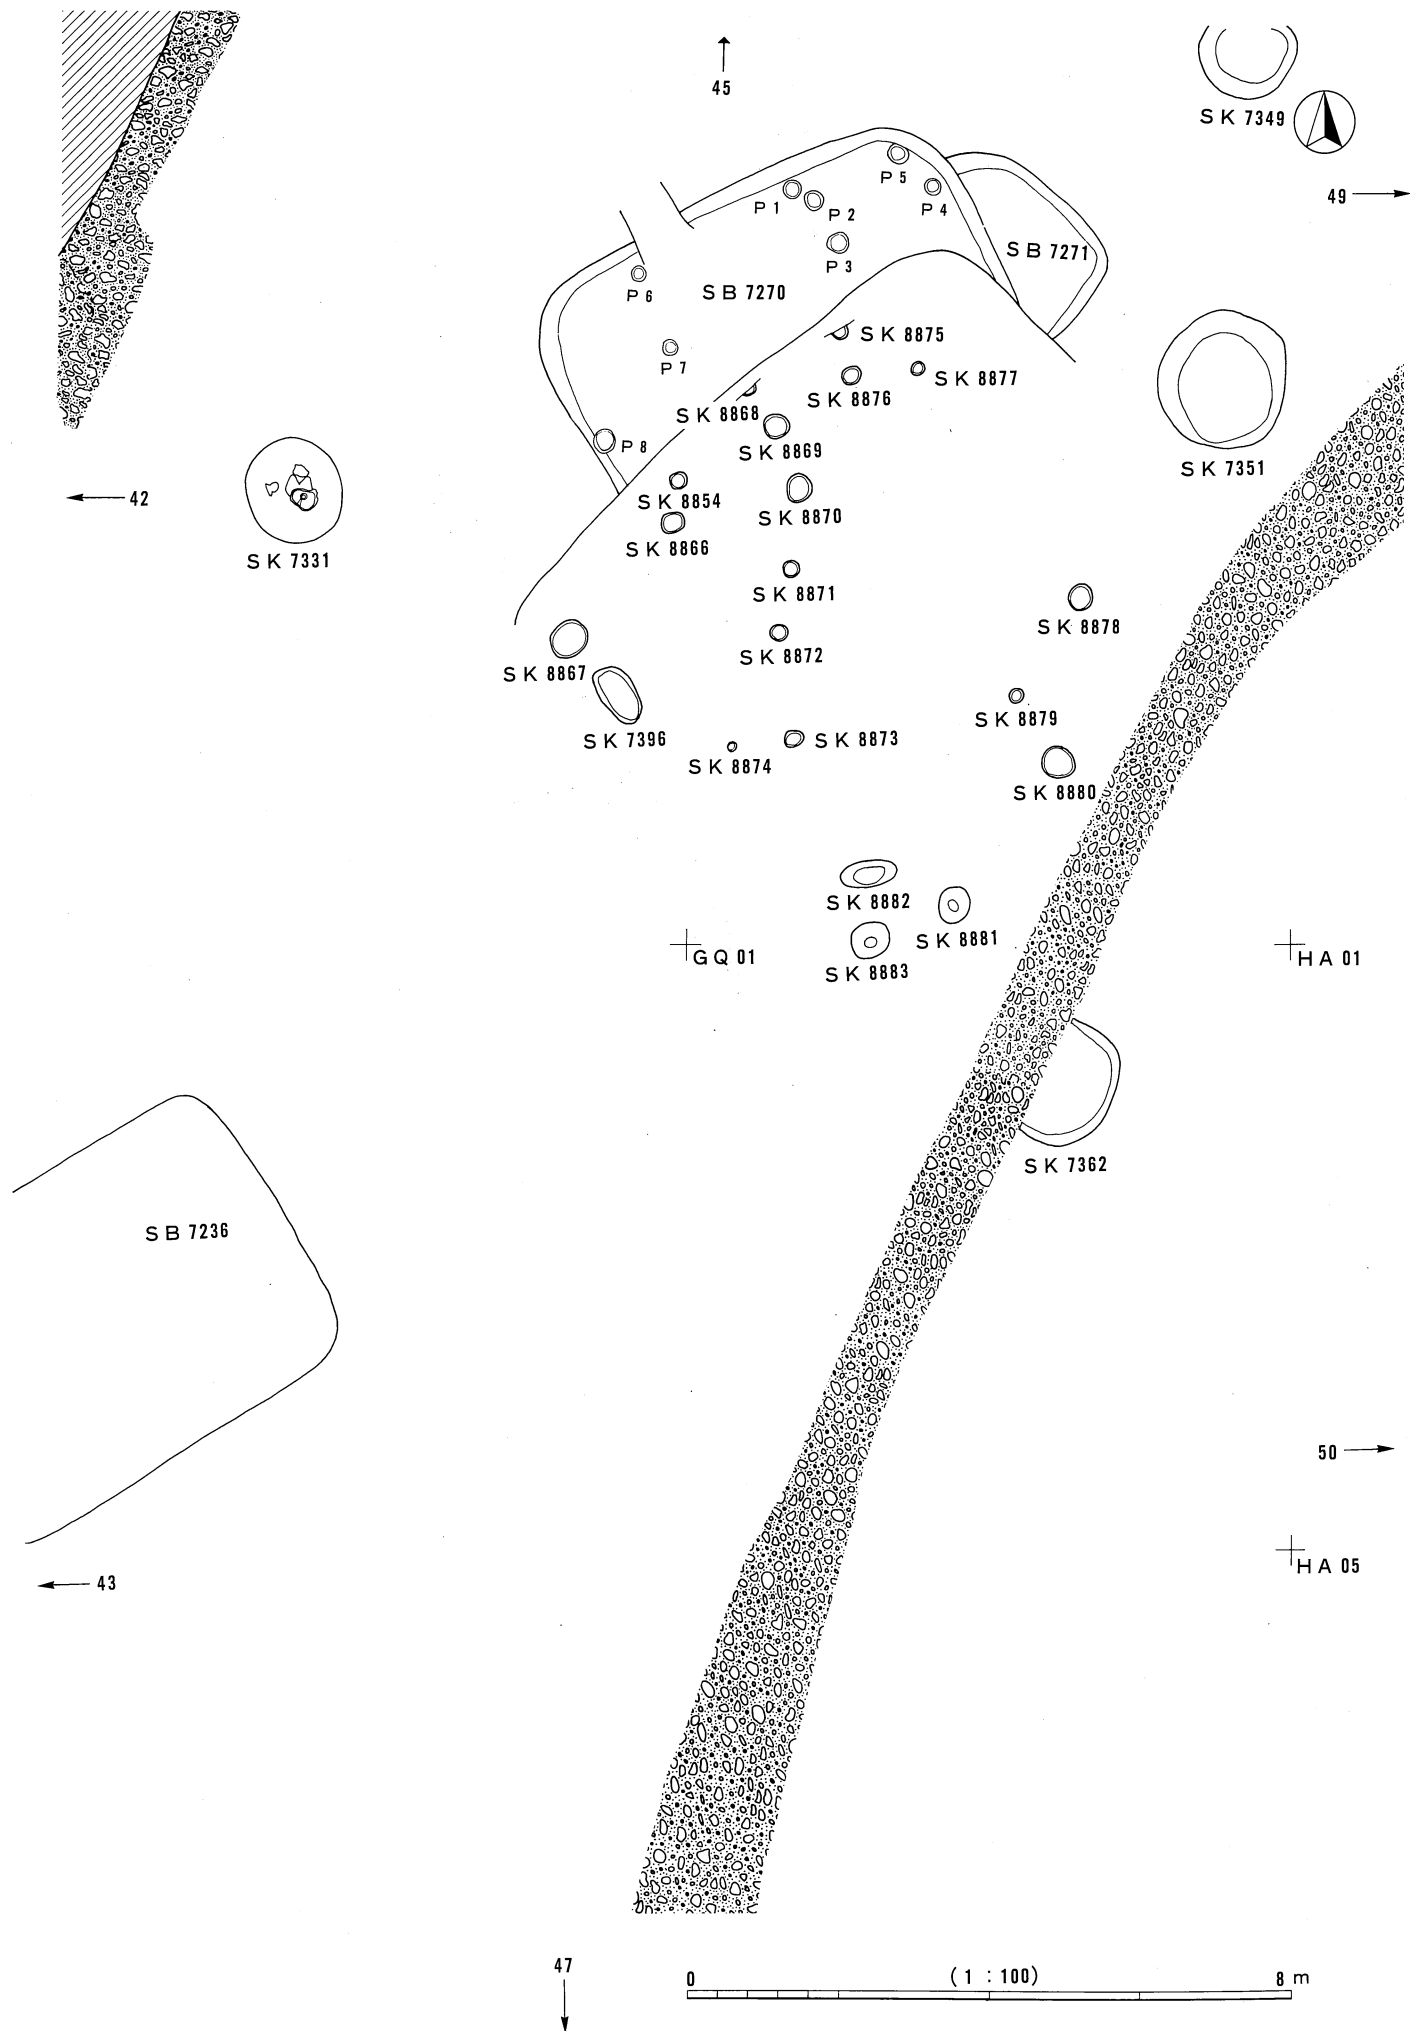 45
SK 7349
49
P 5
P 1
P 2
P 4
SB 7271
P 3
P 6
SB 7270
SK 8875
P 7
SK 8877
SK 8876
SK 8868
P 8
SK 8869
SK 7351
42
SK 8854
SK 8870
SK 8866
SK 7331
SK 8871
SK 8878
SK 8872
SK 8867
SK 8879
SK 7396
SK 8873
SK 8874
SK 8880
SK 8882
SK 8881
GQ 01
HA 01
SK 8883
SK 7362
SB 7236
50
HA 05
43
47
0 (1 : 100) 8 m